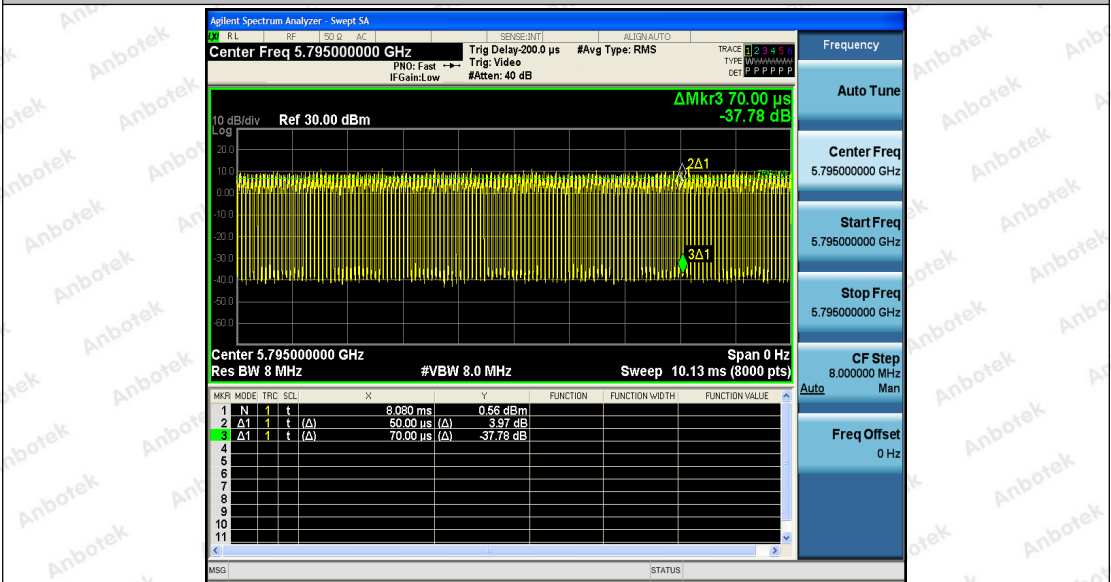 Agilent Spectrum Analyzer - Swept SA
RL RF 50 Ω AC SENSE:INT ALIGNAUTO
Center Freq 5.795000000 GHz
PNO: Fast
IFGain:Low
Trig Delay-200.0 µs
Trig: Video
#Atten: 40 dB
#Avg Type: RMS
TRACE 1 2 3 4 5 6
TYPE
DET P P P P P P
ΔMkr3 70.00 µs
-37.78 dB
10 dB/div Ref 30.00 dBm
Log
20.0
10.0
0.00
-10.0
-20.0
-30.0
-40.0
-50.0
-60.0
2Δ1
3Δ1
Center 5.795000000 GHz Span 0 Hz
Res BW 8 MHz #VBW 8.0 MHz Sweep 10.13 ms (8000 pts)
MKR MODE TRC SCL X Y FUNCTION FUNCTION WIDTH FUNCTION VALUE
1 N 1 t 8.080 ms 0.56 dBm
2 Δ1 1 t (Δ) 50.00 µs (Δ) 3.97 dB
3 Δ1 1 t (Δ) 70.00 µs (Δ) -37.78 dB
4
5
6
7
8
9
10
11
MSG STATUS
Frequency
Auto Tune
Center Freq
5.795000000 GHz
Start Freq
5.795000000 GHz
Stop Freq
5.795000000 GHz
CF Step
8.000000 MHz
Auto Man
Freq Offset
0 Hz
Anbotek